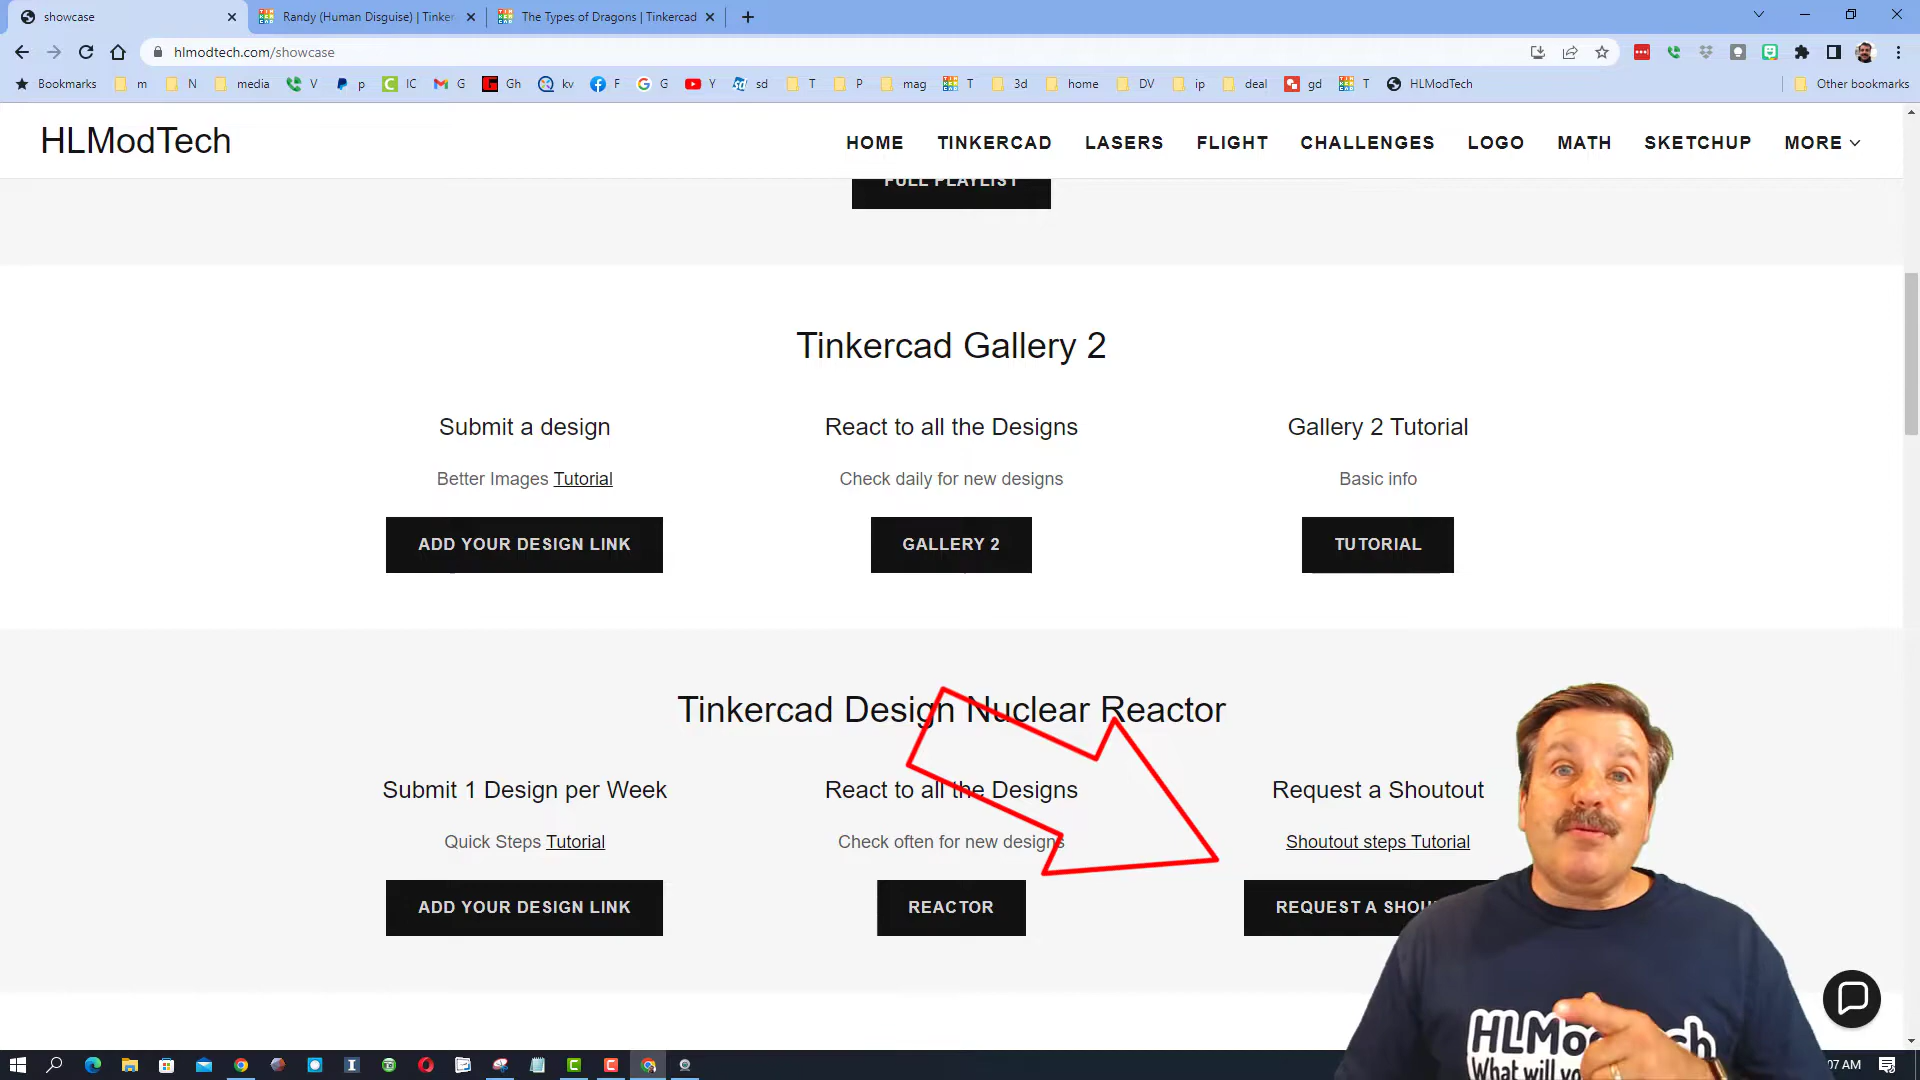 showcase
Randy (Human Disguise) | Tinker
The Types of Dragons | Tinkercad
hlmodtech.com/showcase
Bookmarks m N media V p IC G Gh kv F G Y sd T P mag T 3d home DV ip deal gd T HLModTech Other bookmarks
HLModTech
HOME TINKERCAD LASERS FLIGHT CHALLENGES LOGO MATH SKETCHUP MORE
FULL PLAYLIST
Tinkercad Gallery 2
Submit a design
React to all the Designs
Gallery 2 Tutorial
Better Images Tutorial
Check daily for new designs
Basic info
ADD YOUR DESIGN LINK
GALLERY 2
TUTORIAL
Tinkercad Design Nuclear Reactor
Submit 1 Design per Week
React to all the Designs
Request a Shoutout
Quick Steps Tutorial
Check often for new designs
Shoutout steps Tutorial
ADD YOUR DESIGN LINK
REACTOR
REQUEST A SHOU
HLMo ch
What will yo
07 AM